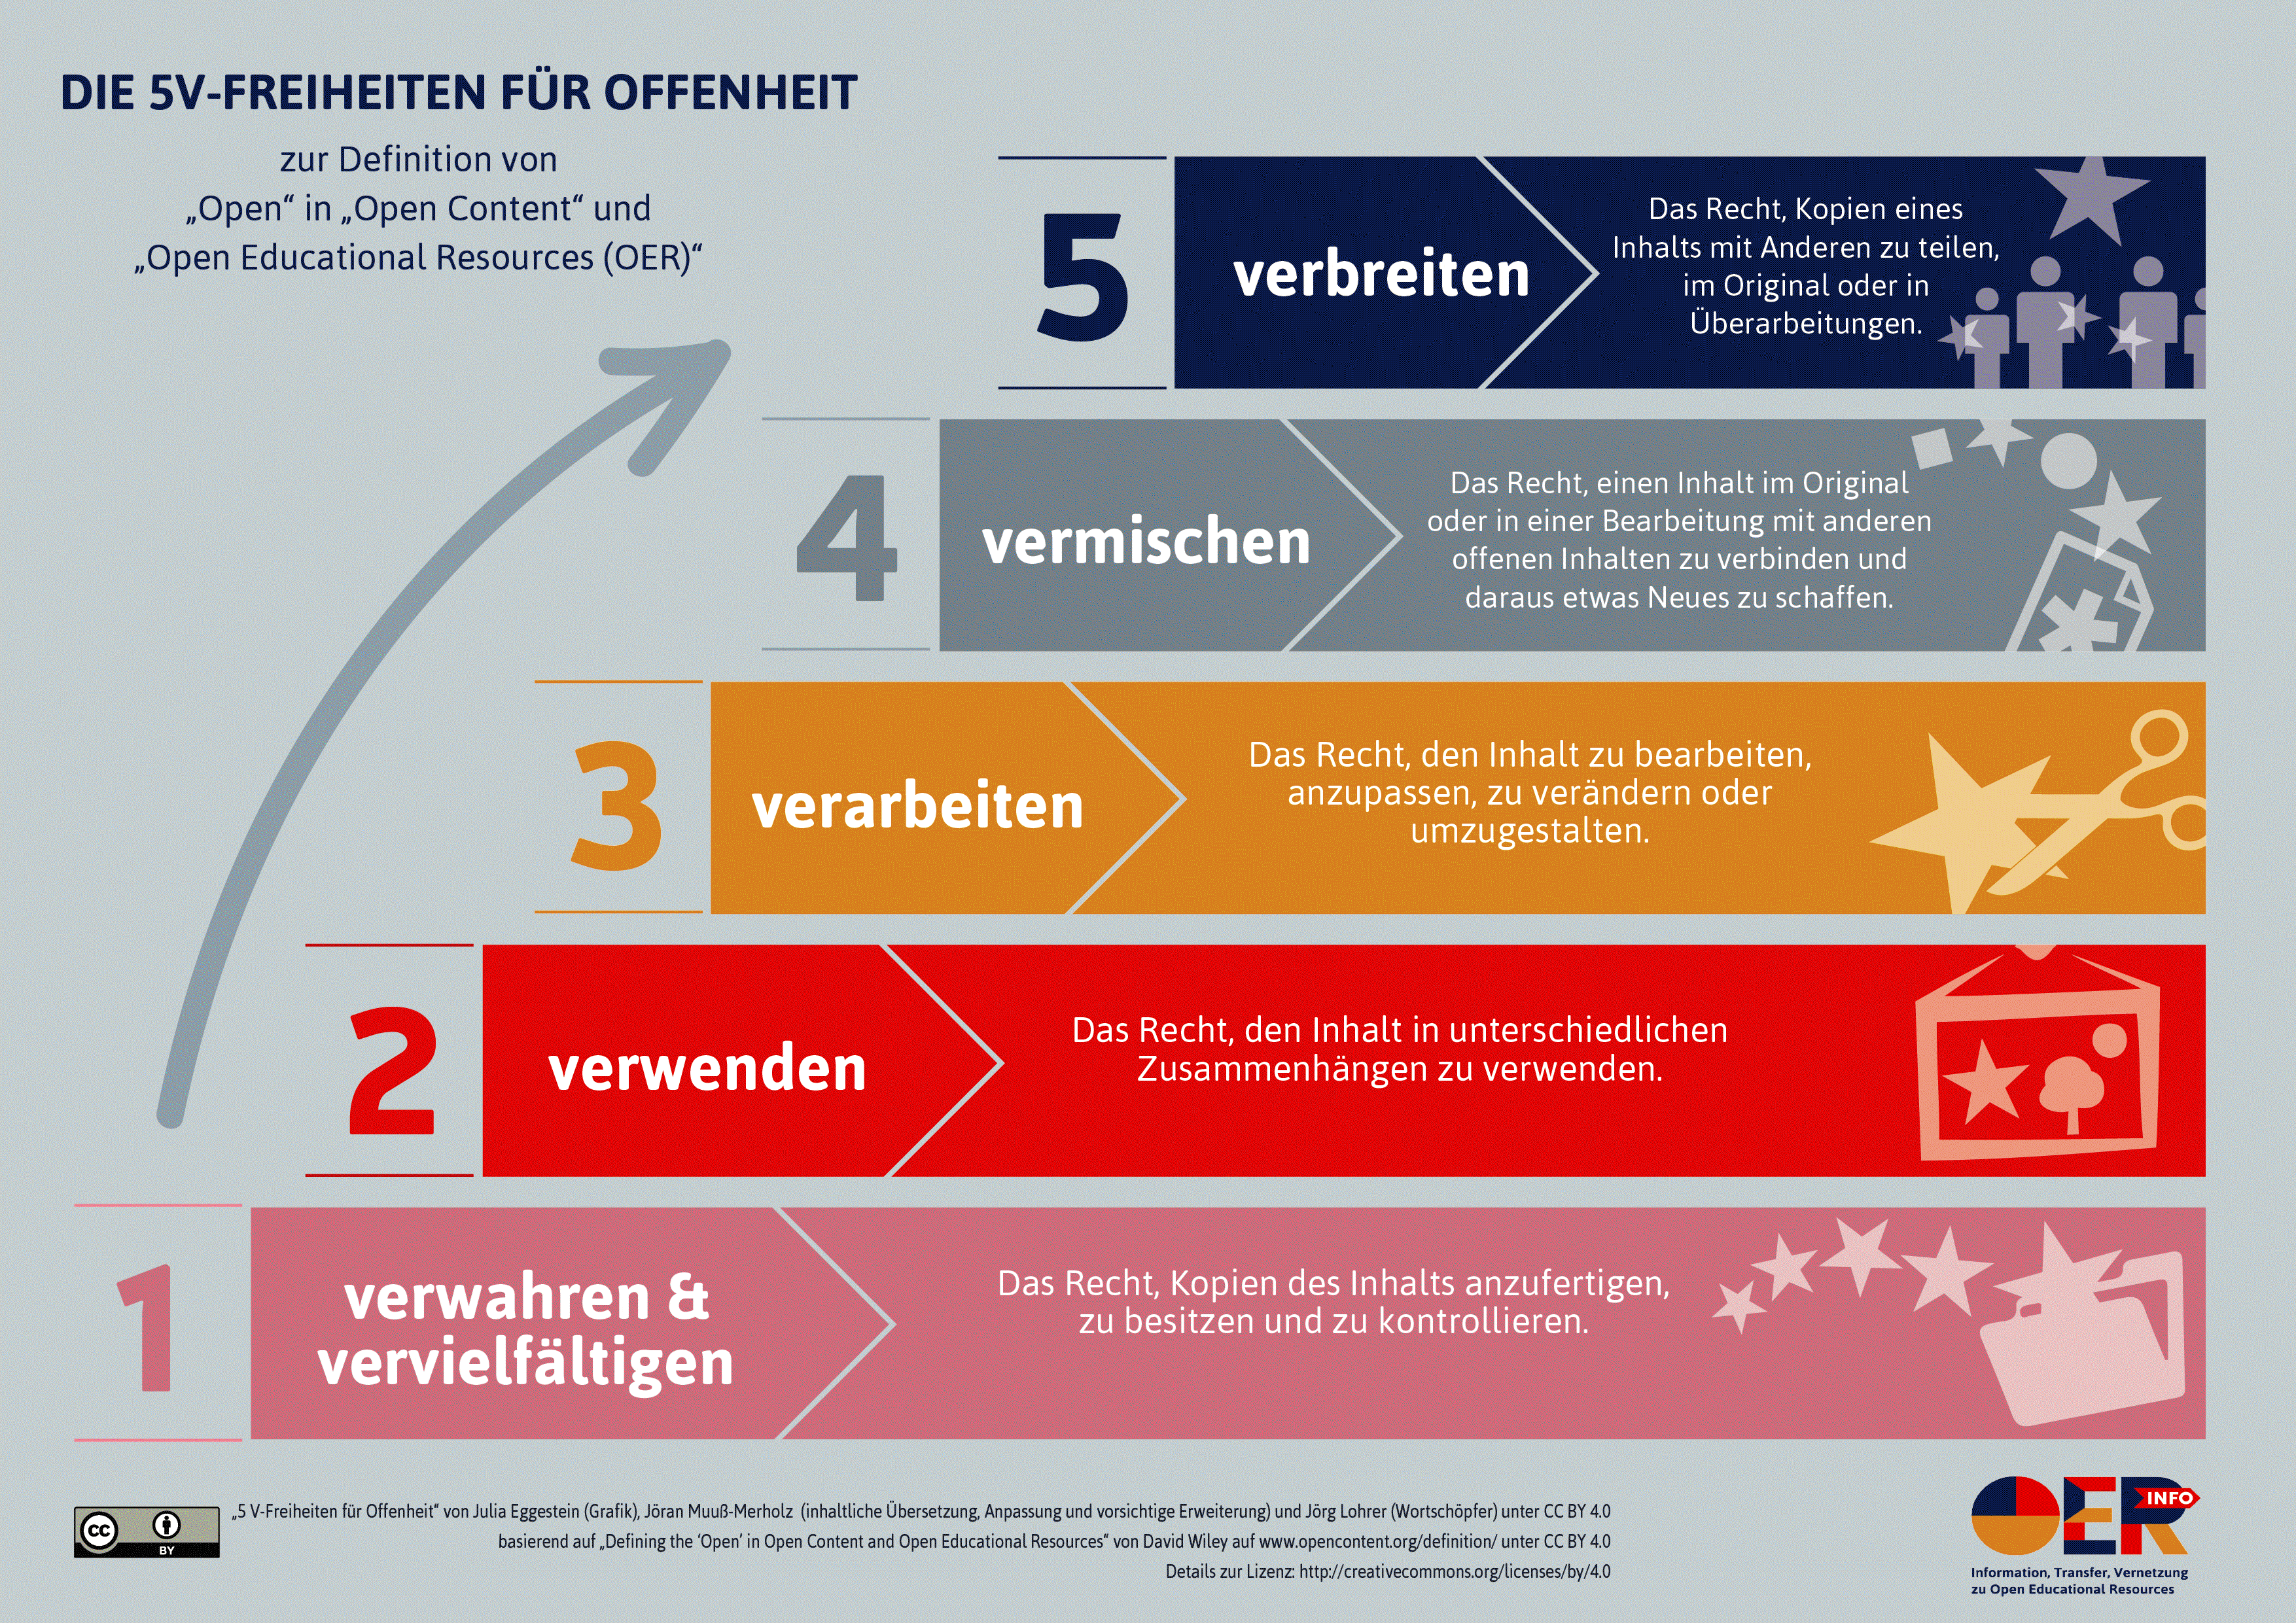 DIE 5V-FREIHEITEN FÜR OFFENHEIT
zur Definition von
„Open“ in „Open Content“ und
„Open Educational Resources (OER)“
5
verbreiten
Das Recht, Kopien eines
Inhalts mit Anderen zu teilen,
im Original oder in
Überarbeitungen.
4
vermischen
Das Recht, einen Inhalt im Original
oder in einer Bearbeitung mit anderen
offenen Inhalten zu verbinden und
daraus etwas Neues zu schaffen.
3
verarbeiten
Das Recht, den Inhalt zu bearbeiten,
anzupassen, zu verändern oder
umzugestalten.
2
verwenden
Das Recht, den Inhalt in unterschiedlichen
Zusammenhängen zu verwenden.
1
verwahren &
vervielfältigen
Das Recht, Kopien des Inhalts anzufertigen,
zu besitzen und zu kontrollieren.
cc
BY
„5 V-Freiheiten für Offenheit“ von Julia Eggestein (Grafik), Jöran Muuß-Merholz (inhaltliche Übersetzung, Anpassung und vorsichtige Erweiterung) und Jörg Lohrer (Wortschöpfer) unter CC BY 4.0
basierend auf „Defining the ‘Open’ in Open Content and Open Educational Resources“ von David Wiley auf www.opencontent.org/definition/ unter CC BY 4.0
Details zur Lizenz: http://creativecommons.org/licenses/by/4.0
OER
INFO
Information, Transfer, Vernetzung
zu Open Educational Resources